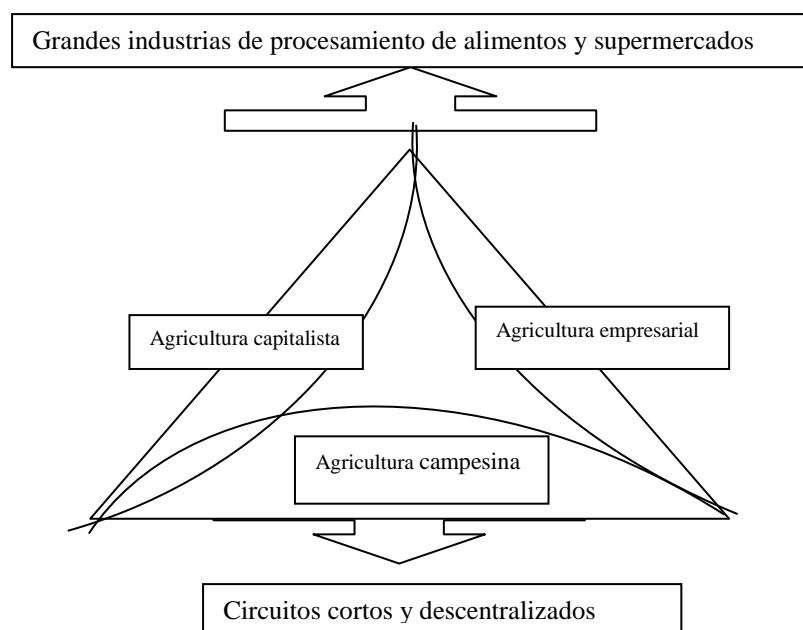 Grandes industrias de procesamiento de alimentos y supermercados
Agricultura capitalista
Agricultura empresarial
Agricultura campesina
Circuitos cortos y descentralizados